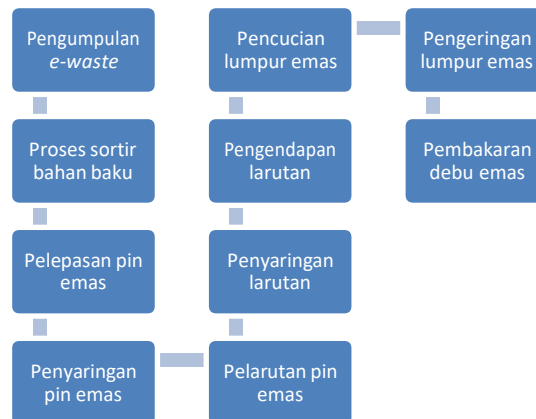 Pengumpulan
e-waste
Proses sortir
bahan baku
Pelepasan pin
emas
Penyaringan
pin emas
Pelarutan pin
emas
Penyaringan
larutan
Pengendapan
larutan
Pencucian
lumpur emas
Pengeringan
lumpur emas
Pembakaran
debu emas